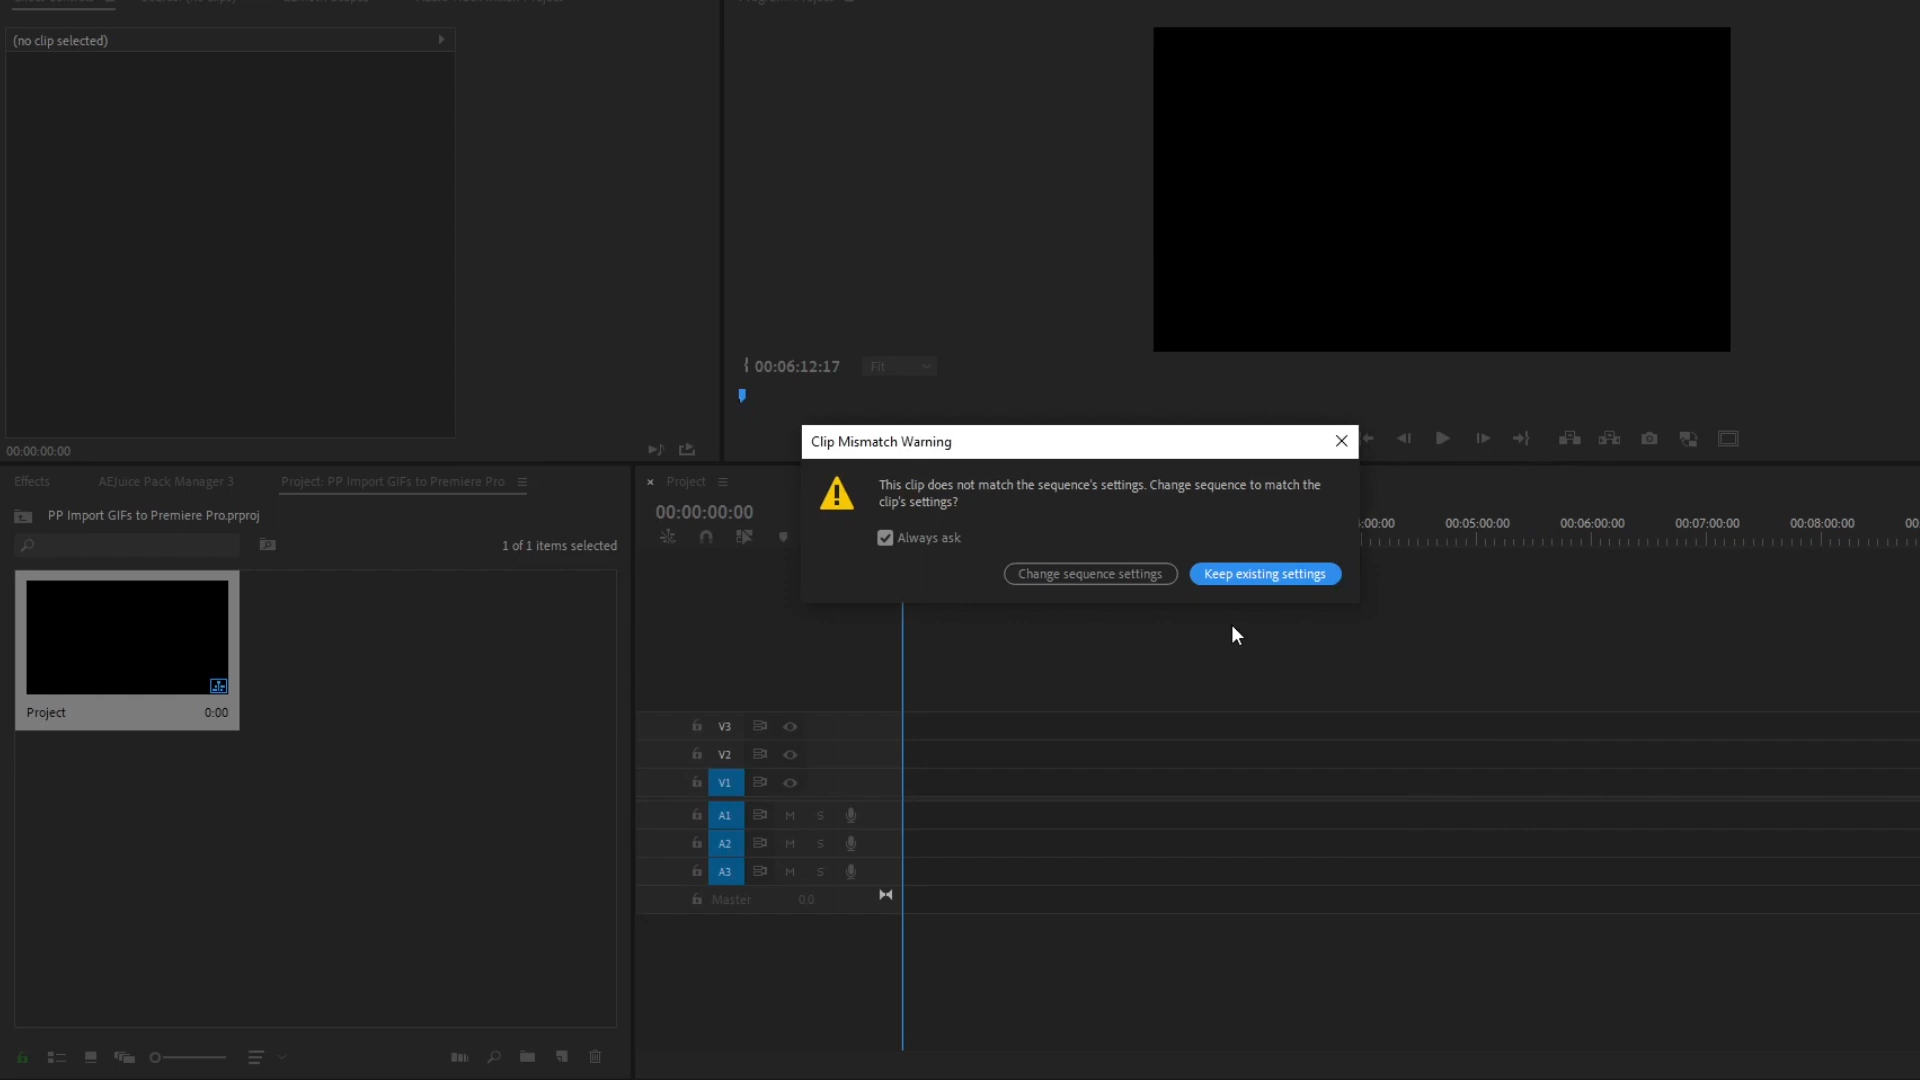 (no clip selected)
00:06:12:17
Fit
00:00:00:00
Clip Mismatch Warning
This clip does not match the sequence's settings. Change sequence to match the
clip's settings?
Always ask
Change sequence settings
Keep existing settings
Effects
AEJuice Pack Manager 3
Project: PP Import GIFs to Premiere Pro
PP Import GIFs to Premiere Pro.prproj
1 of 1 items selected
Project
0:00
Project
00:00:00:00
:00:00
00:05:00:00
00:06:00:00
00:07:00:00
00:08:00:00
00
V3
V2
V1
A1 M S
A2 M S
A3 M S
Master 0.0